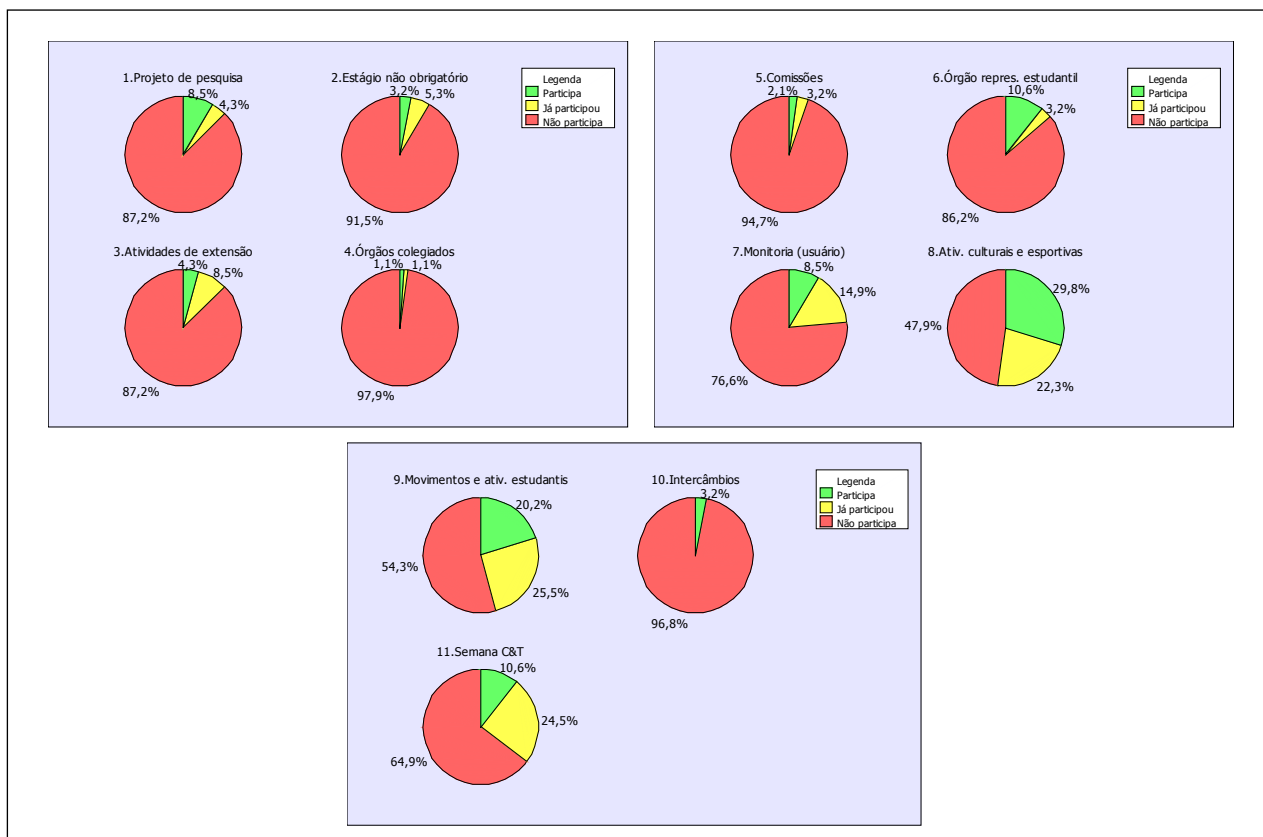 1.Projeto de pesquisa
8,5%
4,3%
87,2%
2.Estágio não obrigatório
3,2%
5,3%
91,5%
Legenda
Participa
Já participou
Não participa
3.Atividades de extensão
4,3%
8,5%
87,2%
4.Órgãos colegiados
1,1%
1,1%
97,9%
5.Comissões
2,1%
3,2%
94,7%
6.Órgão repres. estudantil
10,6%
3,2%
86,2%
Legenda
Participa
Já participou
Não participa
7.Monitoria (usuário)
8,5%
14,9%
76,6%
8.Ativ. culturais e esportivas
29,8%
47,9%
22,3%
9.Movimentos e ativ. estudantis
20,2%
54,3%
25,5%
10.Intercâmbios
3,2%
96,8%
Legenda
Participa
Já participou
Não participa
11.Semana C&T
10,6%
24,5%
64,9%